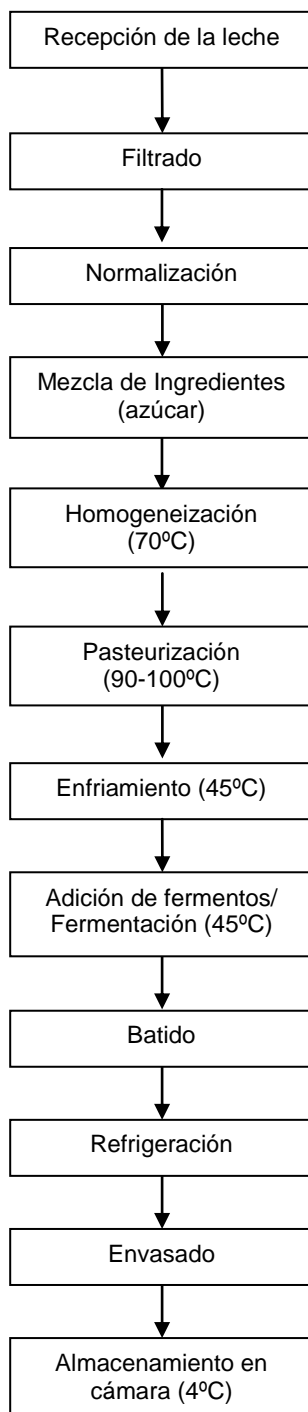 Recepción de la leche
Filtrado
Normalización
Mezcla de Ingredientes
(azúcar)
Homogeneización
(70ºC)
Pasteurización
(90-100ºC)
Enfriamiento (45ºC)
Adición de fermentos/
Fermentación (45ºC)
Batido
Refrigeración
Envasado
Almacenamiento en
cámara (4ºC)